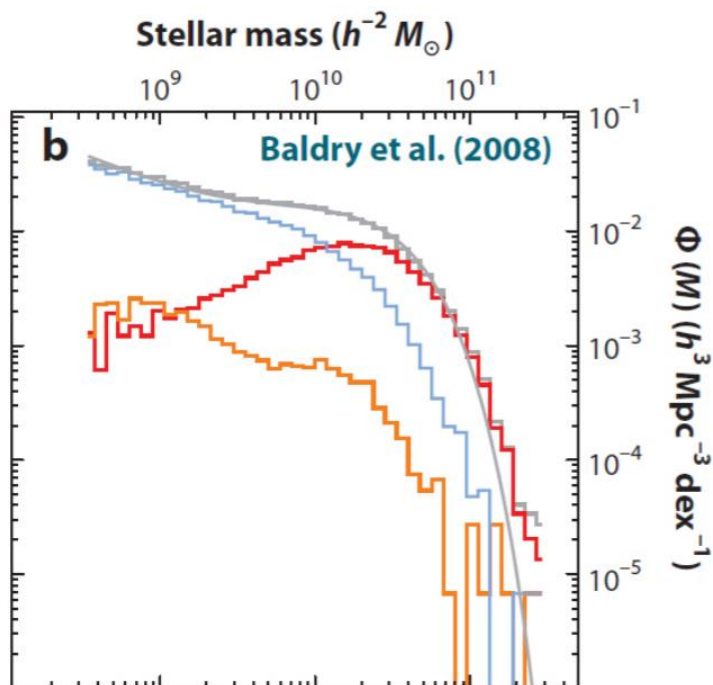 Stellar mass (h⁻² M☉)
10⁹ 10¹⁰ 10¹¹
b Baldry et al. (2008)
10⁻¹
10⁻²
10⁻³
10⁻⁴
10⁻⁵
Φ (M) (h³ Mpc⁻³ dex⁻¹)